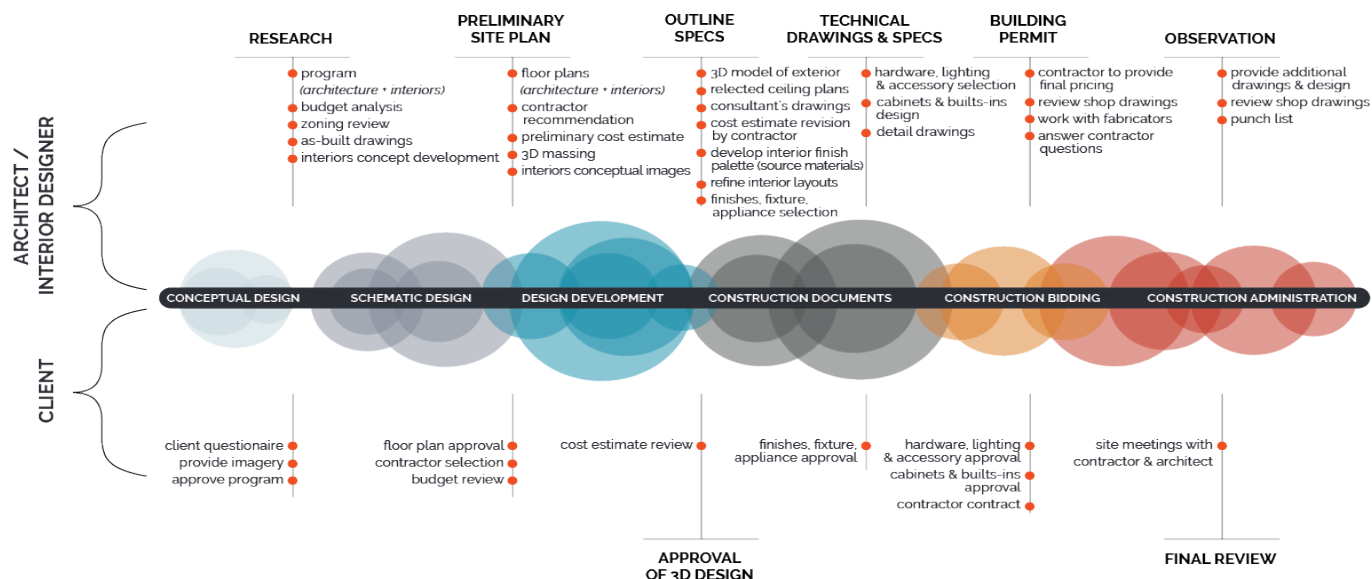 ARCHITECT /
INTERIOR DESIGNER
CLIENT
RESEARCH
program
(architecture + interiors)
budget analysis
zoning review
as-built drawings
interiors concept development
PRELIMINARY
SITE PLAN
floor plans
(architecture + interiors)
contractor
recommendation
preliminary cost estimate
3D massing
interiors conceptual images
OUTLINE
SPECS
3D model of exterior
relected ceiling plans
consultant's drawings
cost estimate revision
by contractor
develop interior finish
palette (source materials)
refine interior layouts
finishes, fixture,
appliance selection
TECHNICAL
DRAWINGS & SPECS
hardware, lighting
& accessory selection
cabinets & builts-ins
design
detail drawings
BUILDING
PERMIT
contractor to provide
final pricing
review shop drawings
work with fabricators
answer contractor
questions
OBSERVATION
provide additional
drawings & design
review shop drawings
punch list
CONCEPTUAL DESIGN
SCHEMATIC DESIGN
DESIGN DEVELOPMENT
CONSTRUCTION DOCUMENTS
CONSTRUCTION BIDDING
CONSTRUCTION ADMINISTRATION
client questionaire
provide imagery
approve program
floor plan approval
contractor selection
budget review
cost estimate review
APPROVAL
OF 3D DESIGN
finishes, fixture,
appliance approval
hardware, lighting
& accessory approval
cabinets & builts-ins
approval
contractor contract
site meetings with
contractor & architect
FINAL REVIEW